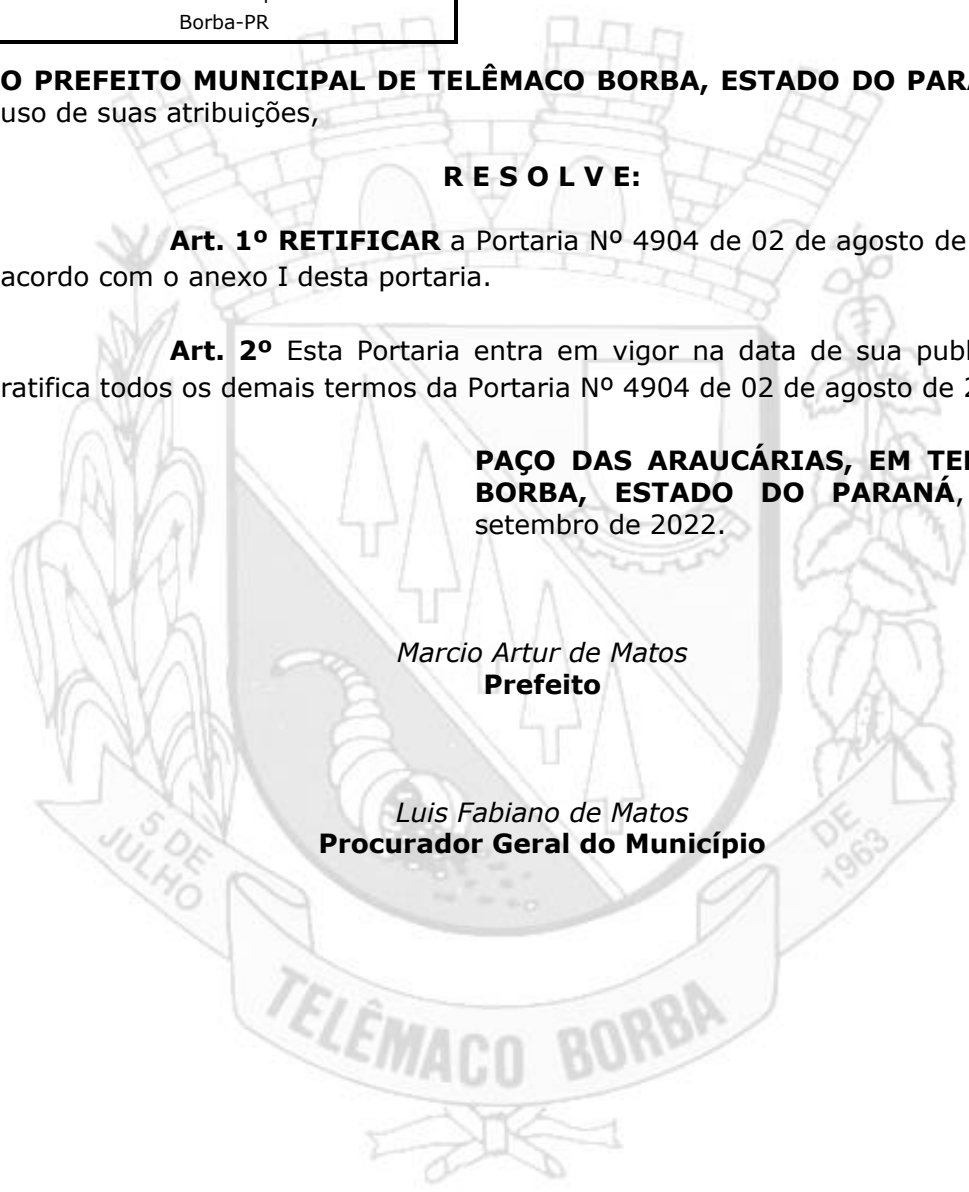 Borba-PR
O PREFEITO MUNICIPAL DE TELÊMACO BORBA, ESTADO DO
uso de suas atribuições,
R E S O L V E:
Art. 1º RETIFICAR a Portaria Nº 4904 de 02 de agosto de
acordo com o anexo I desta portaria.
Art. 2º Esta Portaria entra em vigor na data de sua
ratifica todos os demais termos da Portaria Nº 4904 de 02 de agosto de
PAÇO DAS ARAUCÁRIAS, EM
BORBA, ESTADO DO PARANÁ,
setembro de 2022.
Marcio Artur de Matos
Prefeito
Luis Fabiano de Matos
Procurador Geral do Município
5 DE
JULHO
DE
1963
TELÊMACO BORBA